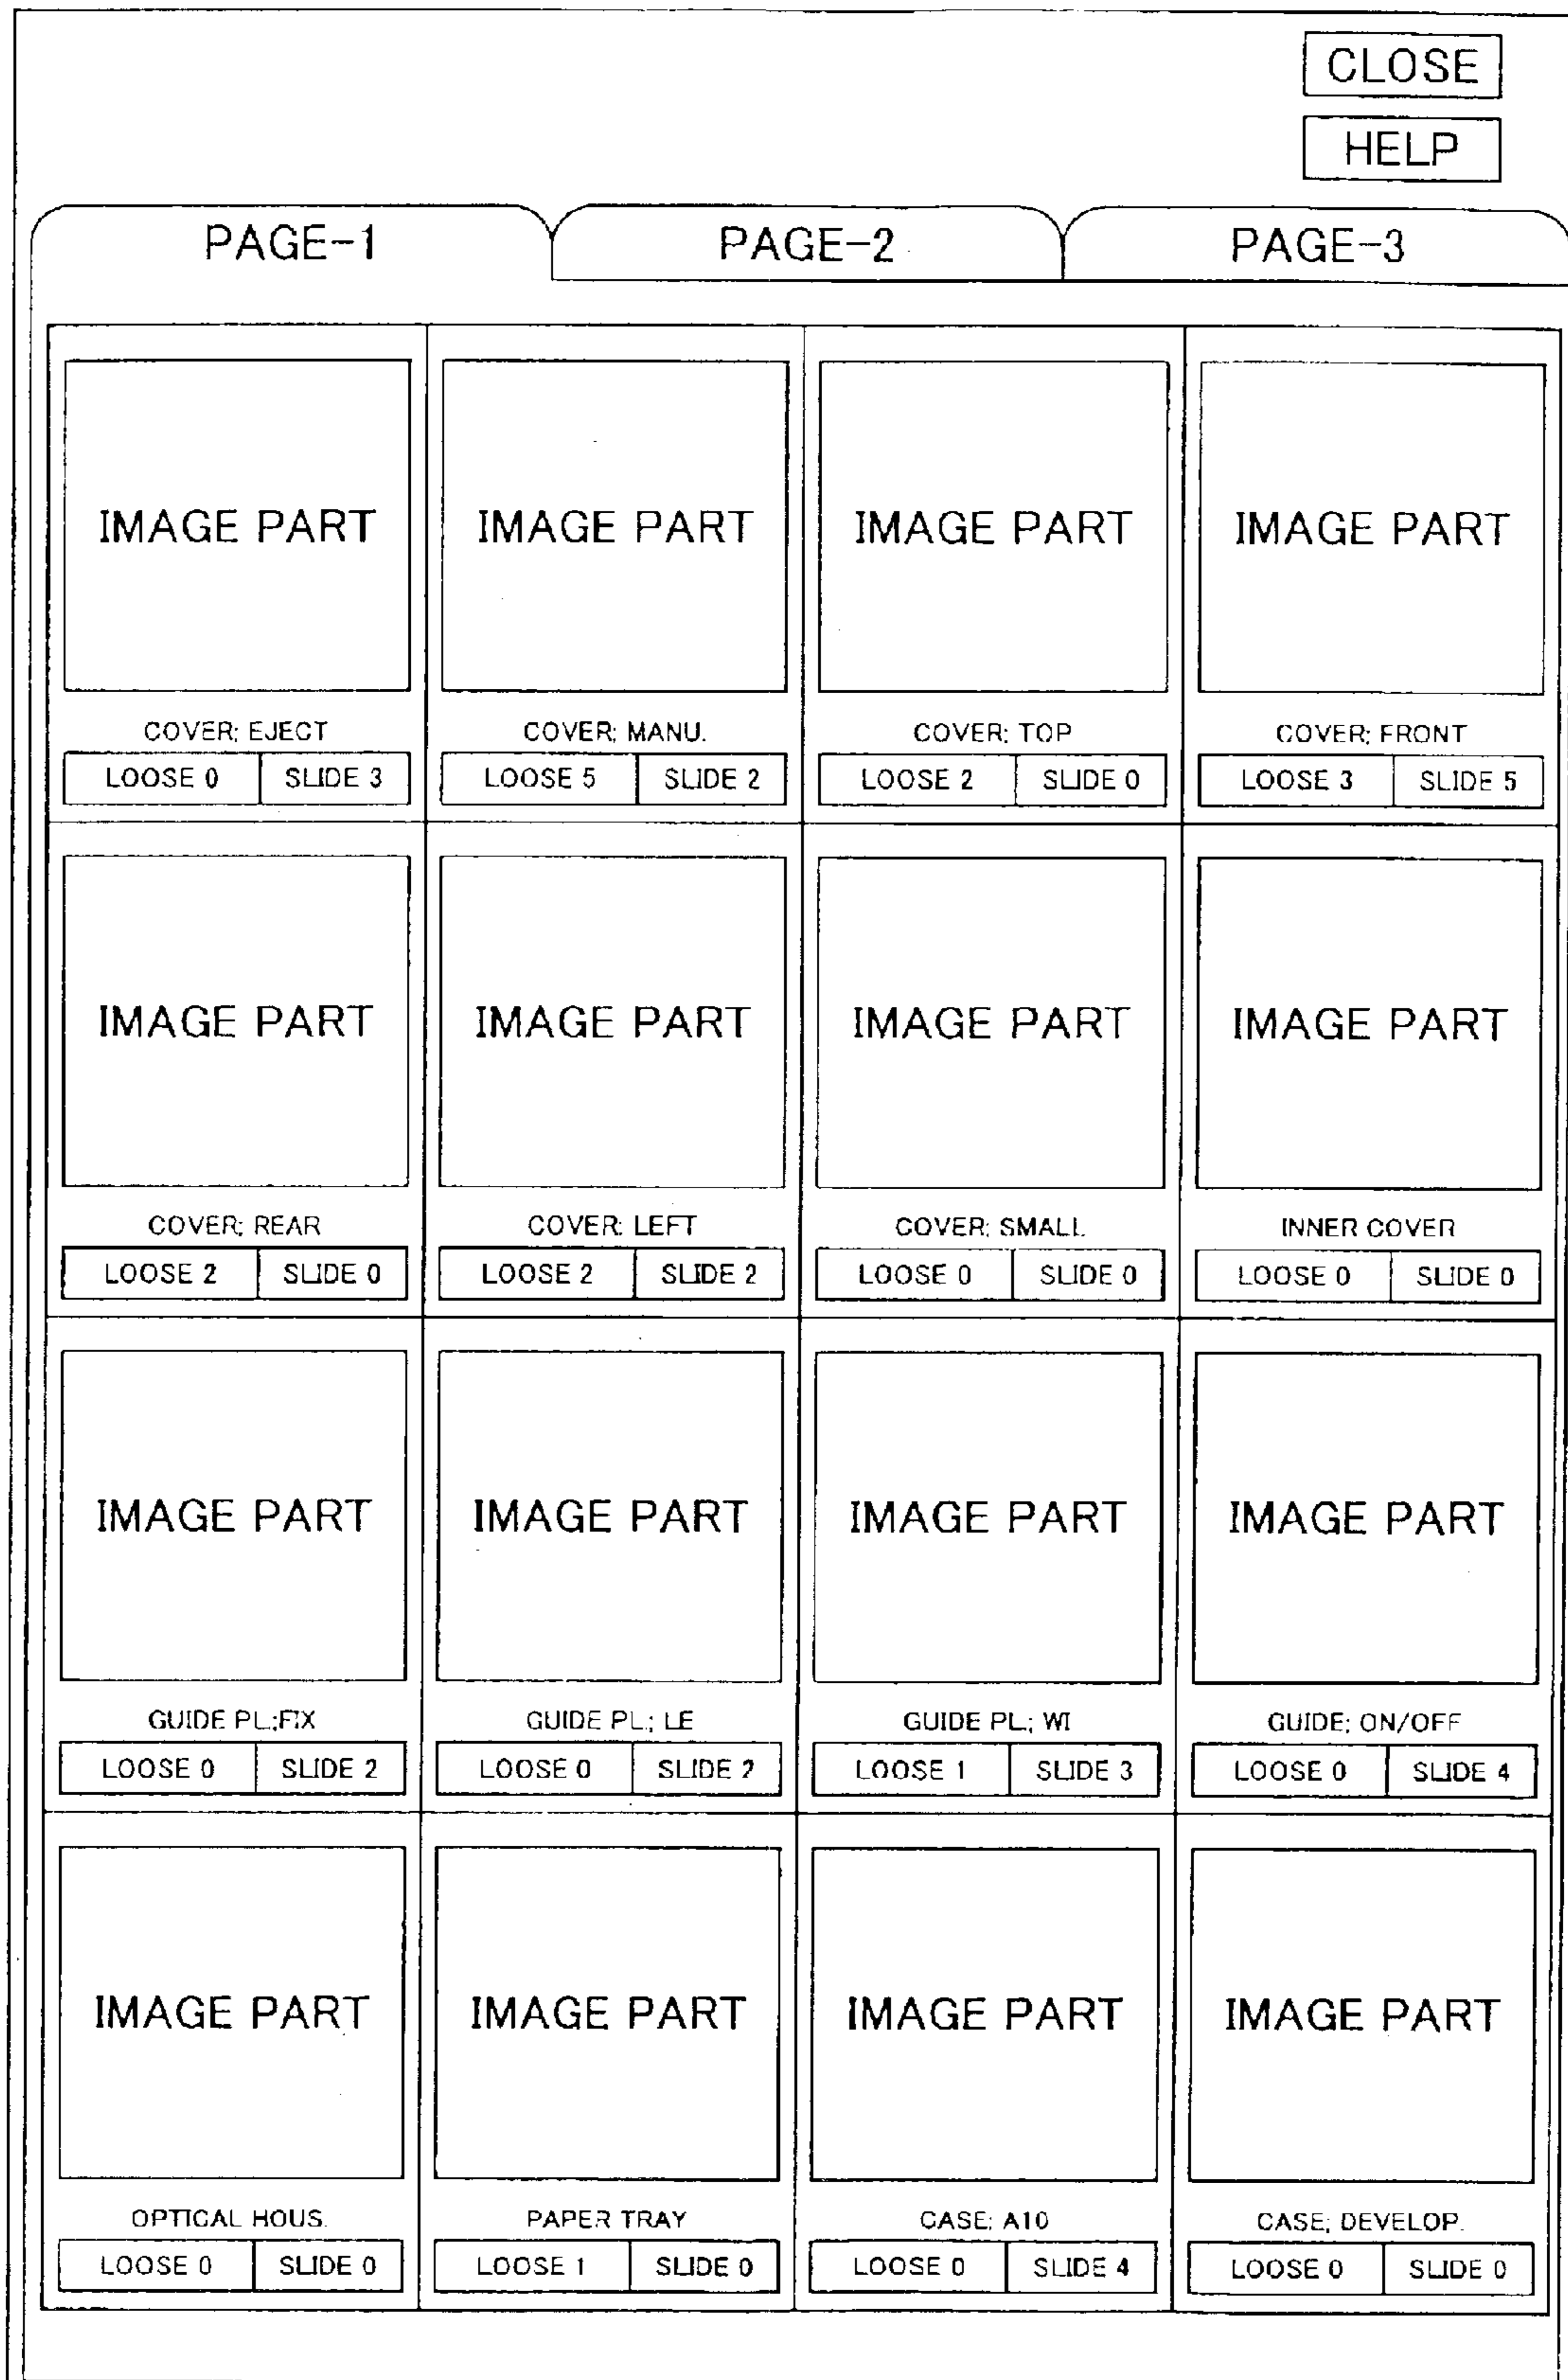 CLOSE
HELP
PAGE-1 PAGE-2 PAGE-3
IMAGE PART IMAGE PART IMAGE PART IMAGE PART
COVER; EJECT COVER; MANU. COVER; TOP COVER; FRONT
LOOSE 0 SLIDE 3 LOOSE 5 SLIDE 2 LOOSE 2 SLIDE 0 LOOSE 3 SLIDE 5
IMAGE PART IMAGE PART IMAGE PART IMAGE PART
COVER; REAR COVER; LEFT COVER; SMALL INNER COVER
LOOSE 2 SLIDE 0 LOOSE 2 SLIDE 2 LOOSE 0 SLIDE 0 LOOSE 0 SLIDE 0
IMAGE PART IMAGE PART IMAGE PART IMAGE PART
GUIDE PL;FIX GUIDE PL; LE GUIDE PL; WI GUIDE; ON/OFF
LOOSE 0 SLIDE 2 LOOSE 0 SLIDE 2 LOOSE 1 SLIDE 3 LOOSE 0 SLIDE 4
IMAGE PART IMAGE PART IMAGE PART IMAGE PART
OPTICAL HOUS. PAPER TRAY CASE; A10 CASE; DEVELOP.
LOOSE 0 SLIDE 0 LOOSE 1 SLIDE 0 LOOSE 0 SLIDE 4 LOOSE 0 SLIDE 0